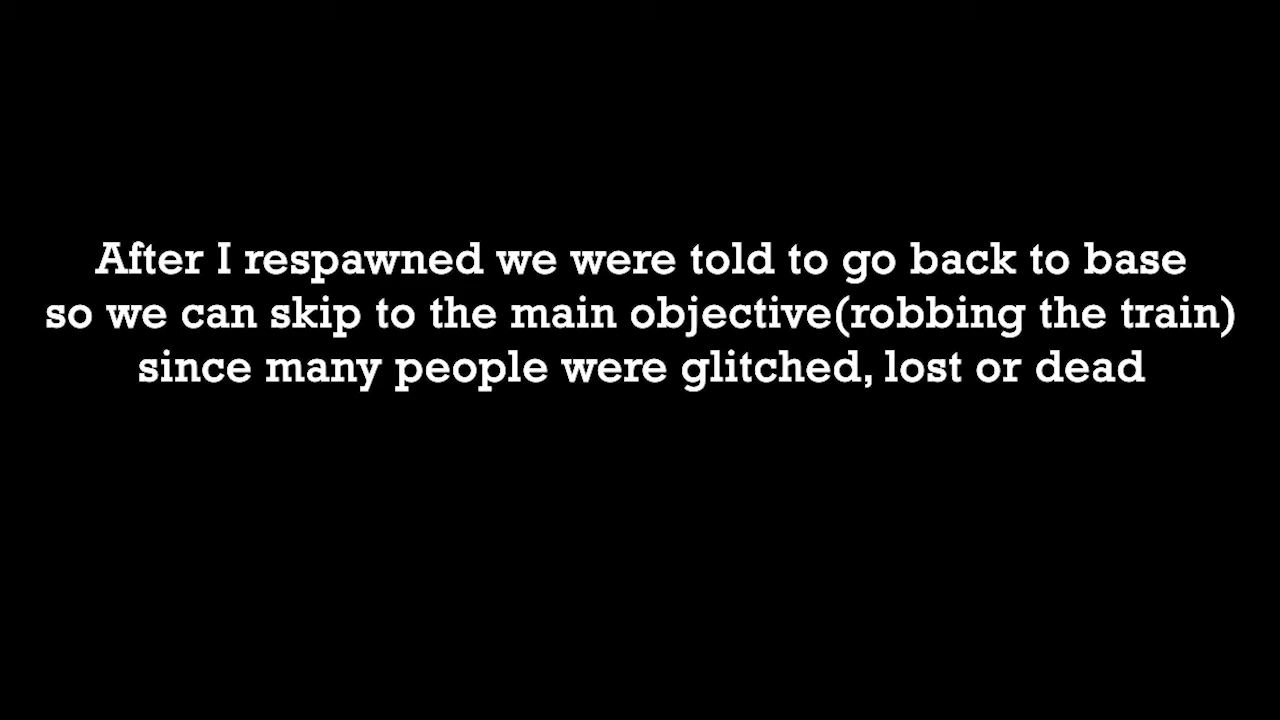 After I respawned we were told to go back to base
so we can skip to the main objective(robbing the train)
since many people were glitched, lost or dead